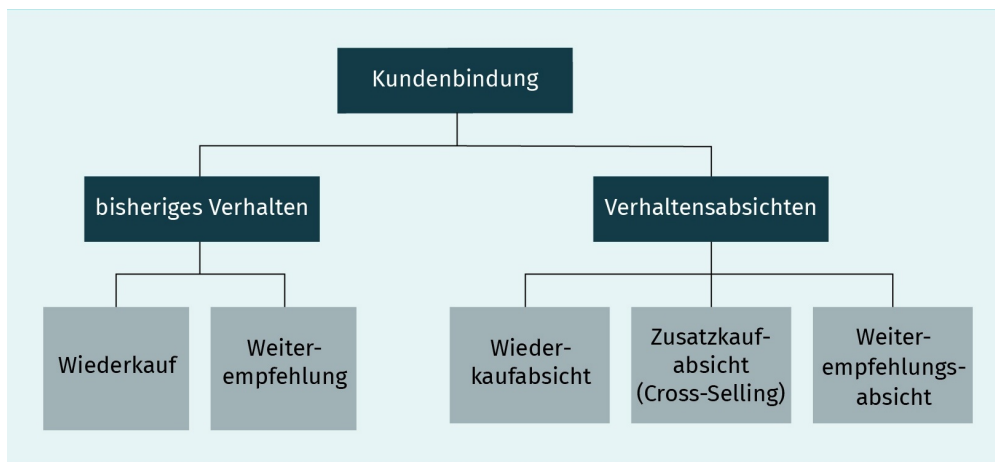 Kundenbindung
bisheriges Verhalten
Verhaltensabsichten
Wiederkauf
Weiter-
empfehlung
Wieder-
kaufabsicht
Zusatzkauf-
absicht
(Cross-Selling)
Weiter-
empfehlungs-
absicht